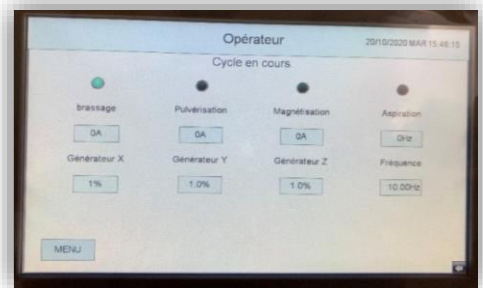 Opérateur
20/10/2020 MAR 15:46:15
Cycle en cours
brassage Pulvérisation Magnétisation Aspiration
0A 0A 0A 0Hz
Générateur X Générateur Y Générateur Z Fréquence
1% 1.0% 1.0% 10.00Hz
MENU